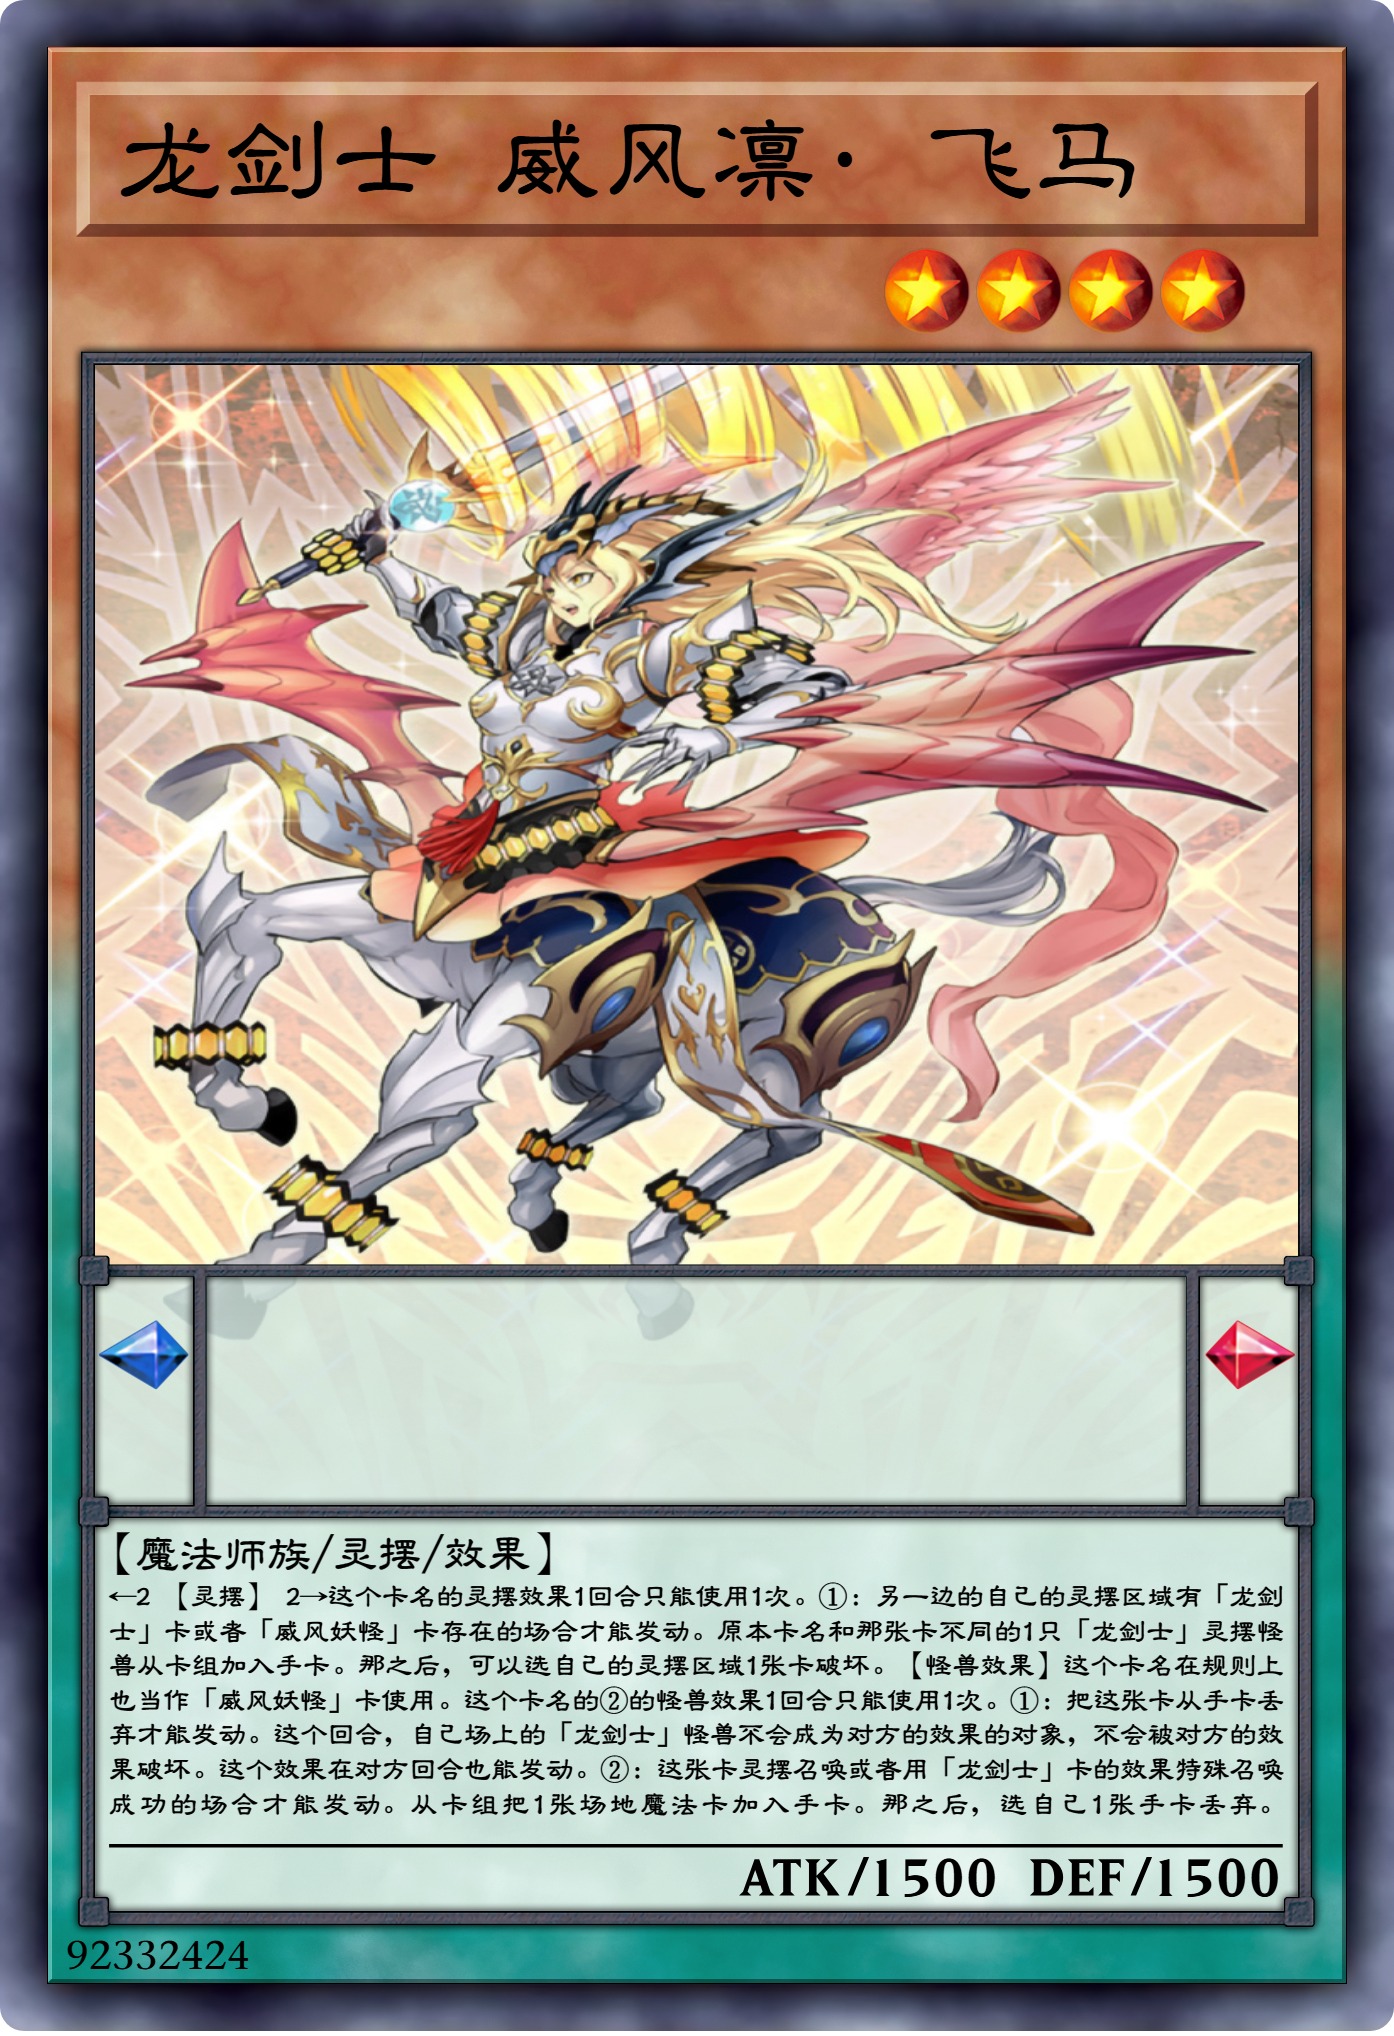 龙剑士 威风凛· 飞马
【魔法师族/灵摆/效果】
←2 【灵摆】 2→这个卡名的灵摆效果1回合只能使用1次。①：另一边的自己的灵摆区域有「龙剑
士」卡或者「威风妖怪」卡存在的场合才能发动。原本卡名和那张卡不同的1只「龙剑士」灵摆怪
兽从卡组加入手卡。那之后，可以选自己的灵摆区域1张卡破坏。【怪兽效果】这个卡名在规则上
也当作「威风妖怪」卡使用。这个卡名的②的怪兽效果1回合只能使用1次。①：把这张卡从手卡丢
弃才能发动。这个回合，自己场上的「龙剑士」怪兽不会成为对方的效果的对象，不会被对方的效
果破坏。这个效果在对方回合也能发动。②：这张卡灵摆召唤或者用「龙剑士」卡的效果特殊召唤
成功的场合才能发动。从卡组把1张场地魔法卡加入手卡。那之后，选自己1张手卡丢弃。
ATK/1500 DEF/1500
92332424